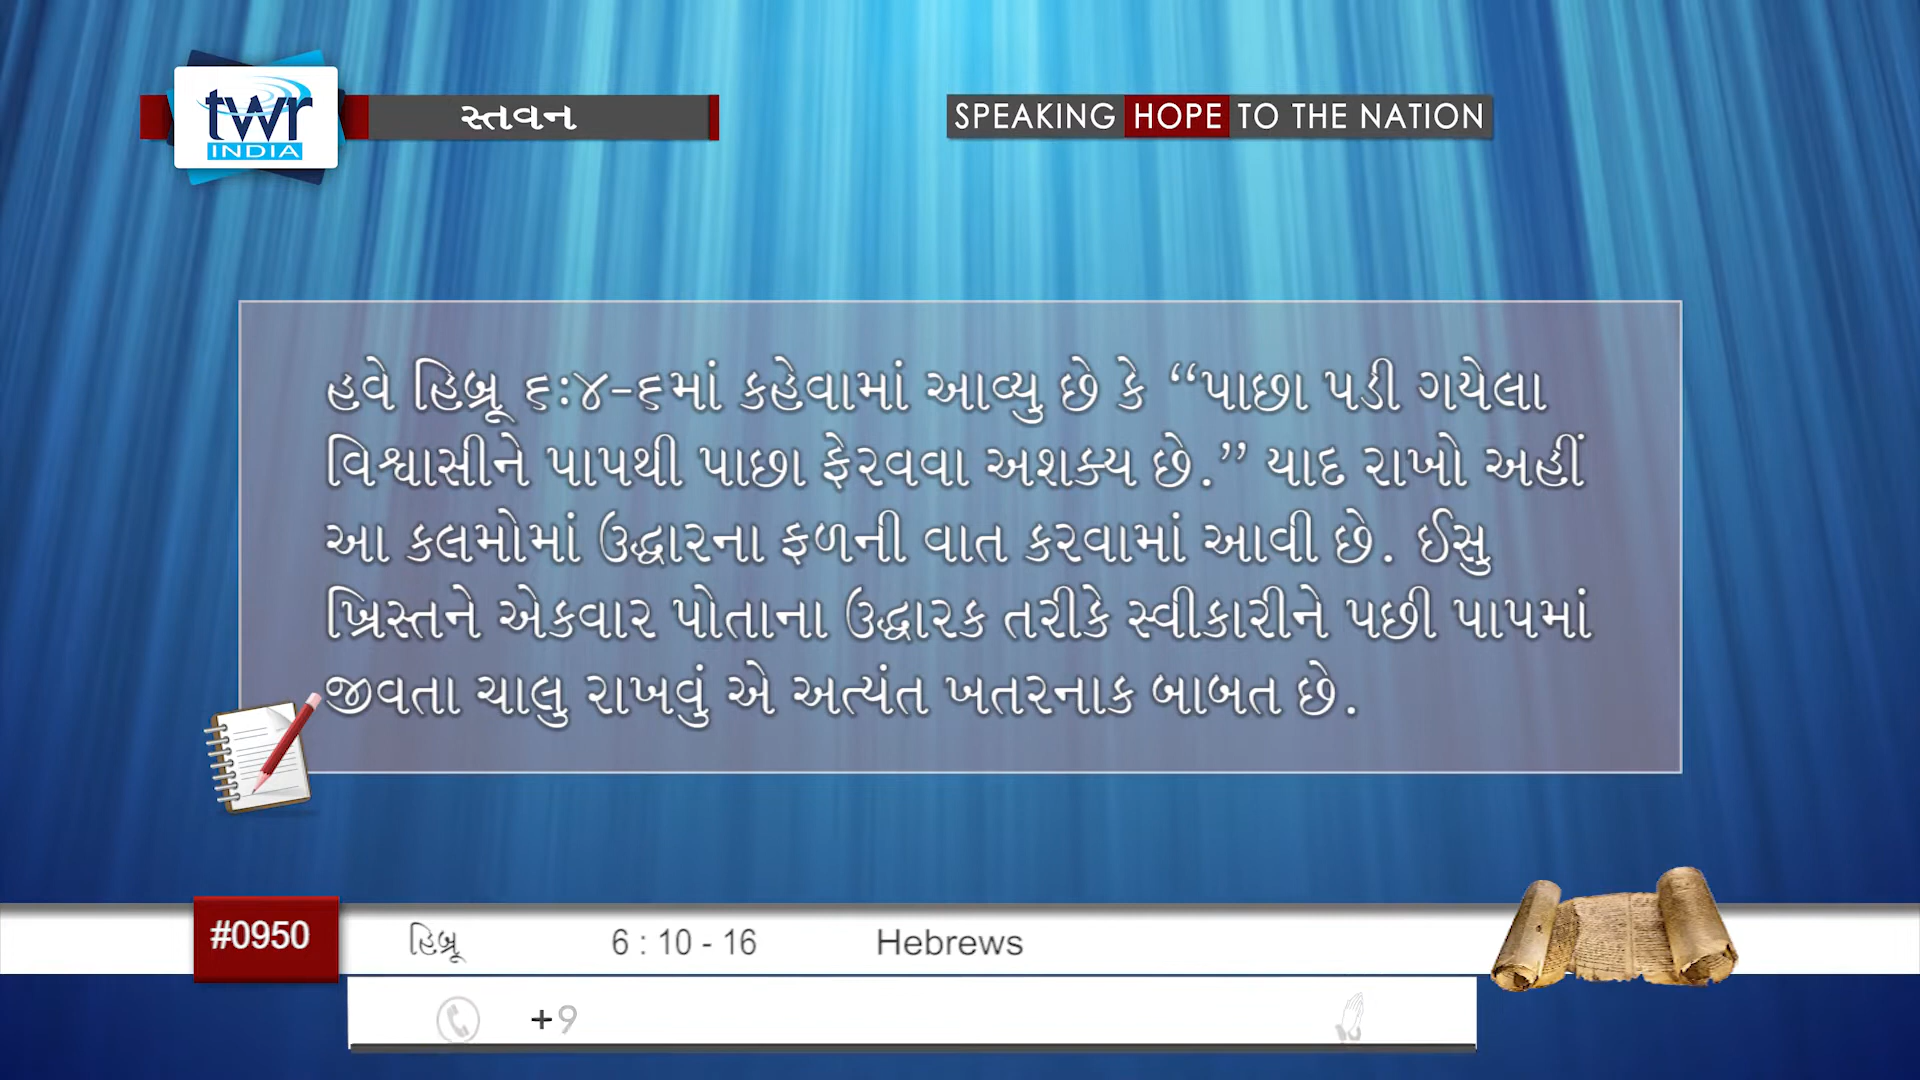 twr
INDIA
સ્તવન
SPEAKING HOPE TO THE NATION
હવે હિબ્રૂ ૬:૪-૬માં કહેવામાં આવ્યુ છે કે “પાછા પડી ગયેલા
વિશ્વાસીને પાપથી પાછા ફેરવવા અશક્ય છે.” યાદ રાખો અહીં
આ કલમોમાં ઉદ્ધારના ફળની વાત કરવામાં આવી છે. ઈસુ
ખ્રિસ્તને એકવાર પોતાના ઉદ્ધારક તરીકે સ્વીકારીને પછી પાપમાં
જીવતા ચાલુ રાખવું એ અત્યંત ખતરનાક બાબત છે.
#0950 હિબ્રૂ 6 : 10 - 16 Hebrews
+9